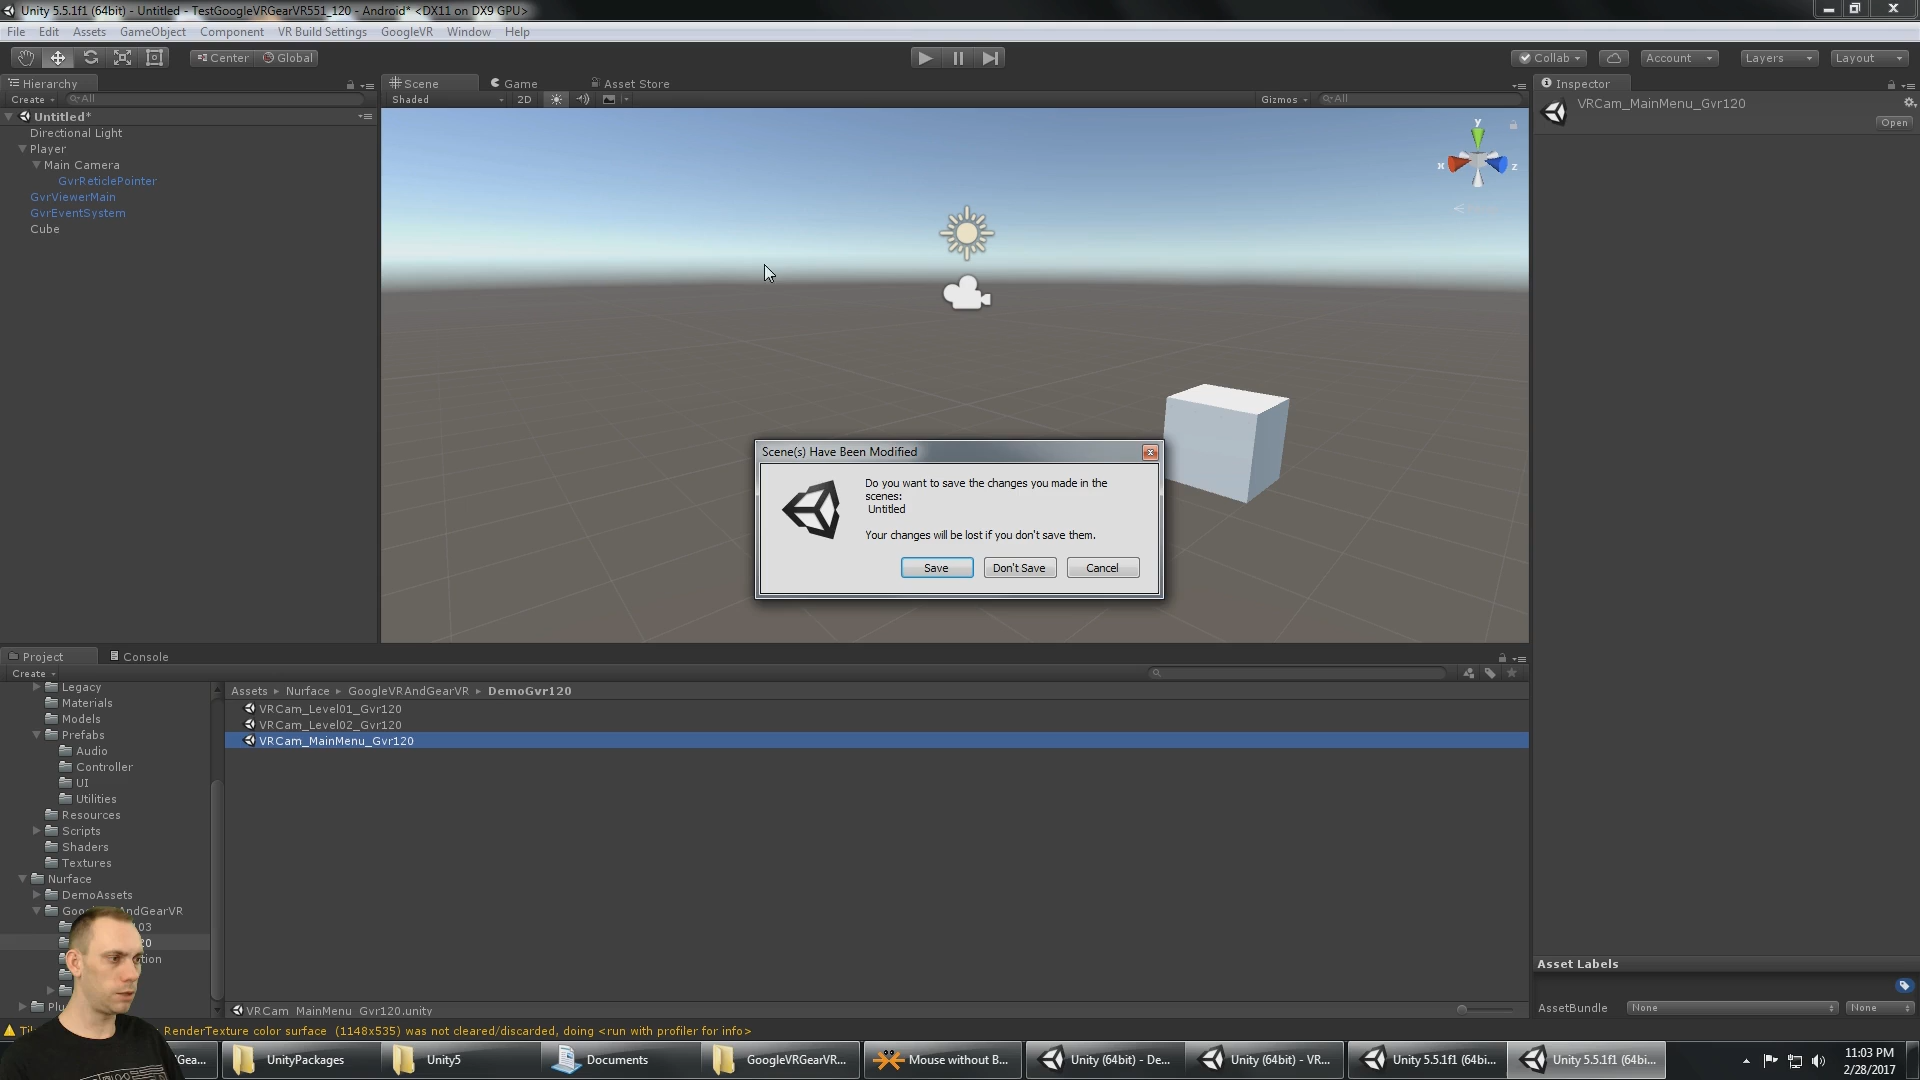 Unity 5.5.1f1 (64bit) - Untitled - TestGoogleVRGearVR551_120 - Android* <DX11 on DX9 GPU>
File Edit Assets GameObject Component VR Build Settings GoogleVR Window Help
Center Global
Collab Account Layers Layout
Hierarchy
Create All
Untitled*
Directional Light
Player
Main Camera
GvrReticlePointer
GvrViewerMain
GvrEventSystem
Cube
Scene Game Asset Store
Shaded 2D Gizmos All
y
x z
Inspector
VRCam_MainMenu_Gvr120
Open
Scene(s) Have Been Modified
Do you want to save the changes you made in the
scenes:
Untitled
Your changes will be lost if you don't save them.
Save Don't Save Cancel
Project Console
Create
Legacy
Materials
Models
Prefabs
Audio
Controller
UI
Utilities
Resources
Scripts
Shaders
Textures
Nurface
DemoAssets
Assets Nurface GoogleVRAndGearVR DemoGvr120
VRCam_Level01_Gvr120
VRCam_Level02_Gvr120
VRCam_MainMenu_Gvr120
VRCam_MainMenu_Gvr120.unity
Asset Labels
AssetBundle None None
RenderTexture color surface (1148x535) was not cleared/discarded, doing <run with profiler for info>
UnityPackages Unity5 Documents GoogleVRGearVR... Mouse without B... Unity (64bit) - De... Unity (64bit) - VR... Unity 5.5.1f1 (64bi... Unity 5.5.1f1 (64bi...
11:03 PM
2/28/2017